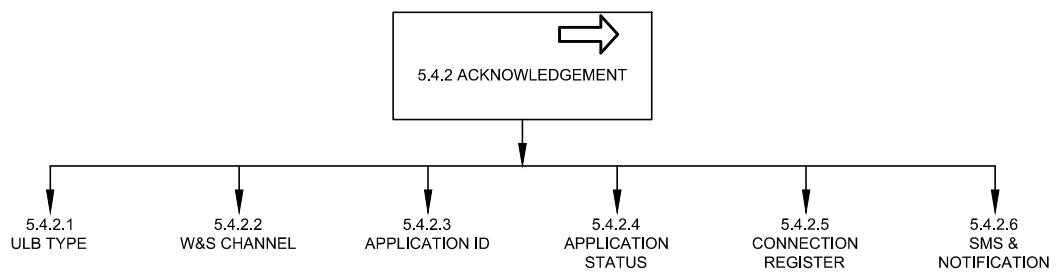 5.4.2 ACKNOWLEDGEMENT
5.4.2.1
ULB TYPE
5.4.2.2
W&S CHANNEL
5.4.2.3
APPLICATION ID
5.4.2.4
APPLICATION
STATUS
5.4.2.5
CONNECTION
REGISTER
5.4.2.6
SMS &
NOTIFICATION